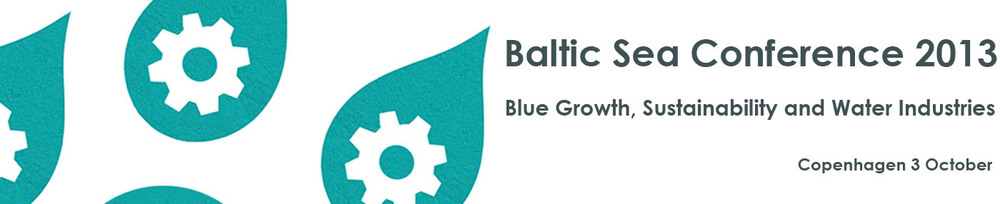 Baltic Sea Conference 2013
Blue Growth, Sustainability and Water Industries
Copenhagen 3 October